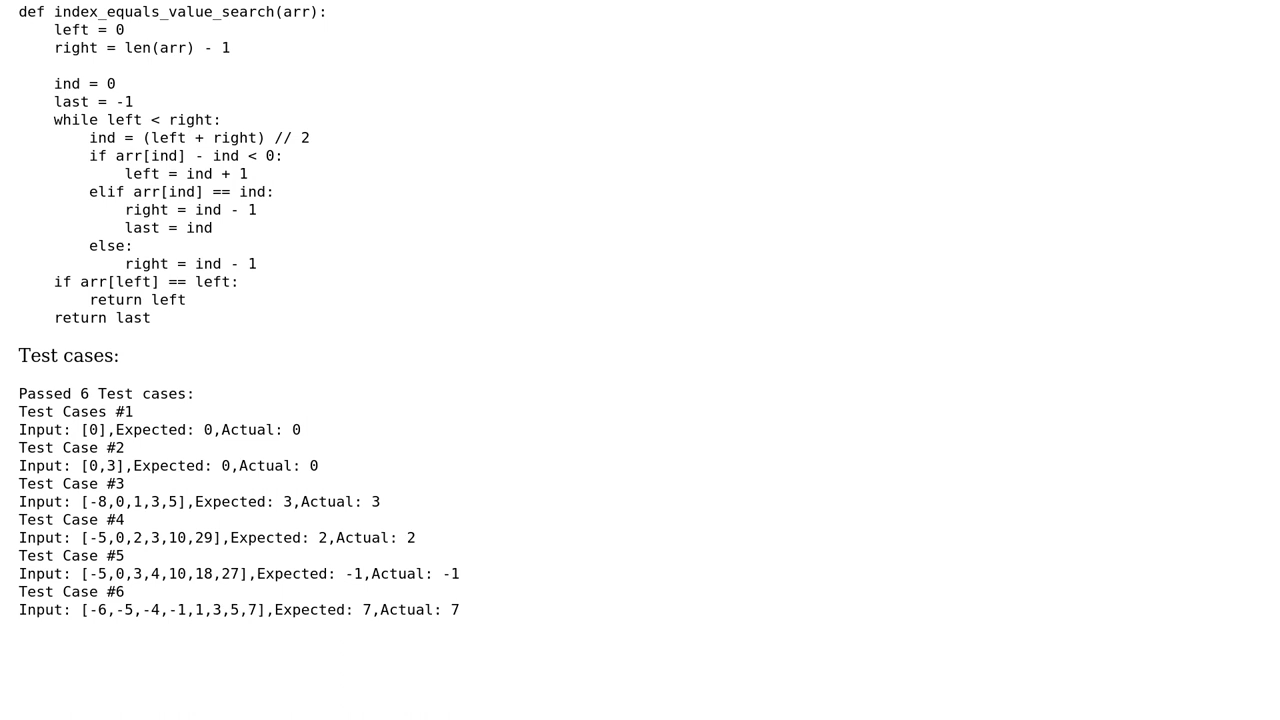 def index_equals_value_search(arr):
    left = 0
    right = len(arr) - 1

    ind = 0
    last = -1
    while left < right:
        ind = (left + right) // 2
        if arr[ind] - ind < 0:
            left = ind + 1
        elif arr[ind] == ind:
            right = ind - 1
            last = ind
        else:
            right = ind - 1
    if arr[left] == left:
        return left
    return last

Test cases:

Passed 6 Test cases:
Test Cases #1
Input: [0],Expected: 0,Actual: 0
Test Case #2
Input: [0,3],Expected: 0,Actual: 0
Test Case #3
Input: [-8,0,1,3,5],Expected: 3,Actual: 3
Test Case #4
Input: [-5,0,2,3,10,29],Expected: 2,Actual: 2
Test Case #5
Input: [-5,0,3,4,10,18,27],Expected: -1,Actual: -1
Test Case #6
Input: [-6,-5,-4,-1,1,3,5,7],Expected: 7,Actual: 7